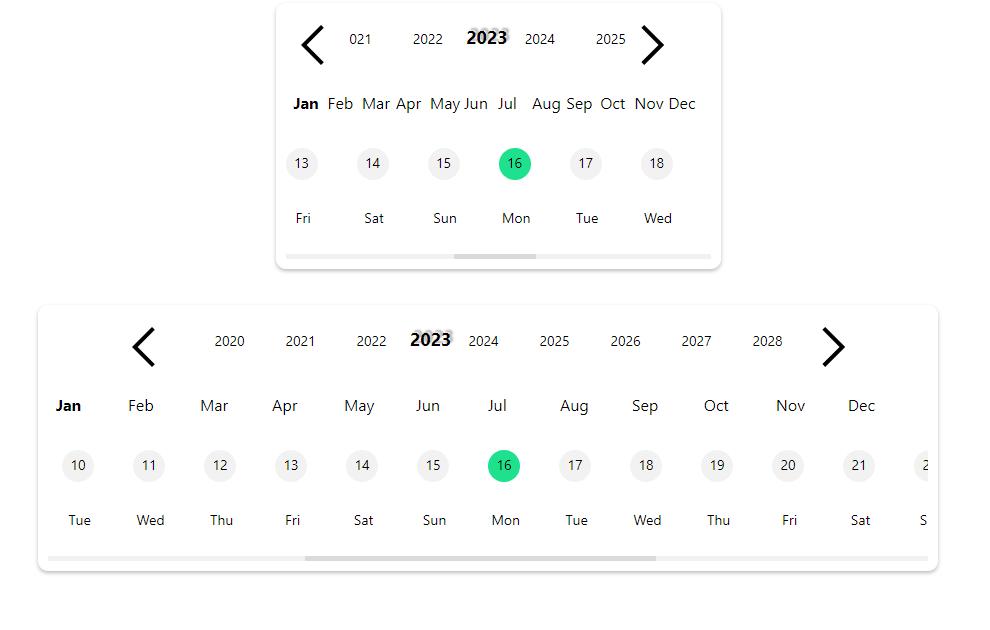 021 2022 2023 2024 2025
Jan Feb Mar Apr May Jun Jul Aug Sep Oct Nov Dec
13 14 15 16 17 18
Fri Sat Sun Mon Tue Wed
2020 2021 2022 2023 2024 2025 2026 2027 2028
Jan Feb Mar Apr May Jun Jul Aug Sep Oct Nov Dec
10 11 12 13 14 15 16 17 18 19 20 21 2
Tue Wed Thu Fri Sat Sun Mon Tue Wed Thu Fri Sat S